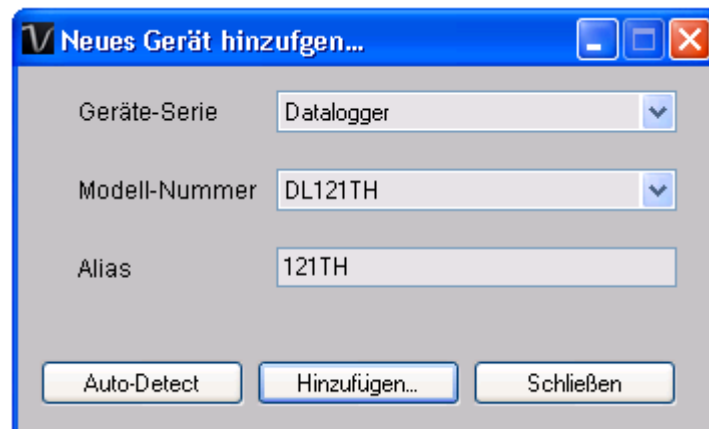 Neues Gerät hinzufgen...
Geräte-Serie Datalogger
Modell-Nummer DL121TH
Alias 121TH
Auto-Detect Hinzufügen... Schließen